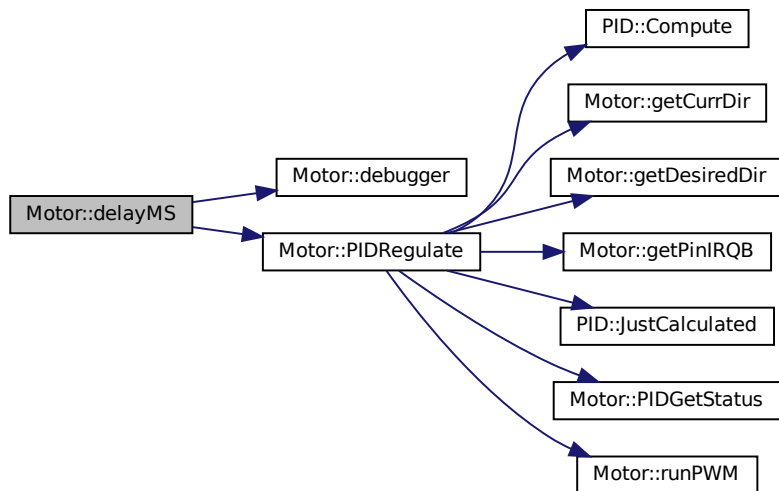 PID::Compute
Motor::getCurrDir
Motor::debugger
Motor::getDesiredDir
Motor::delayMS
Motor::PIDRegulate
Motor::getPinIRQB
PID::JustCalculated
Motor::PIDGetStatus
Motor::runPWM